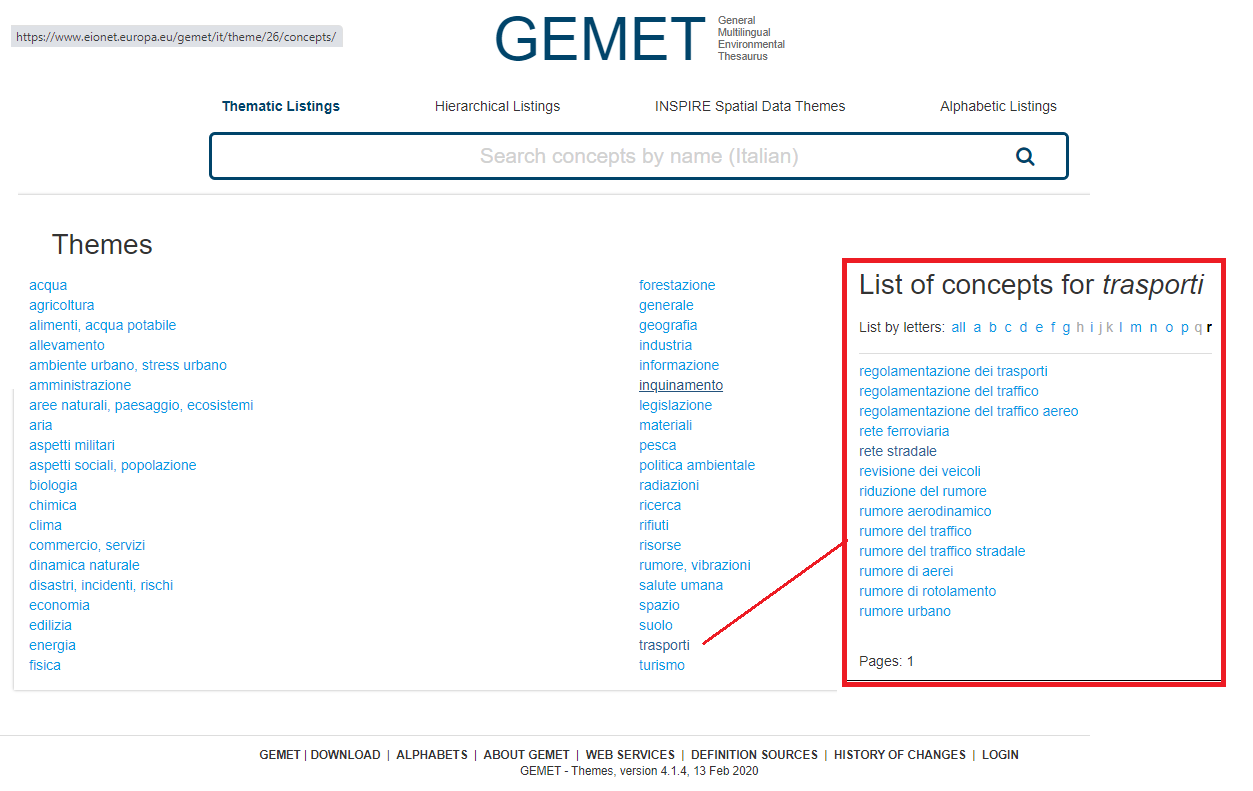 https://www.eionet.europa.eu/gemet/it/theme/26/concepts/
GEMET
General
Multilingual
Environmental
Thesaurus
Thematic Listings
Hierarchical Listings
INSPIRE Spatial Data Themes
Alphabetic Listings
Search concepts by name (Italian)
Themes
acqua
agricoltura
alimenti, acqua potabile
allevamento
ambiente urbano, stress urbano
amministrazione
aree naturali, paesaggio, ecosistemi
aria
aspetti militari
aspetti sociali, popolazione
biologia
chimica
clima
commercio, servizi
dinamica naturale
disastri, incidenti, rischi
economia
edilizia
energia
fisica
forestazione
generale
geografia
industria
informazione
inquinamento
legislazione
materiali
pesca
politica ambientale
radiazioni
ricerca
rifiuti
risorse
rumore, vibrazioni
salute umana
spazio
suolo
trasporti
turismo
List of concepts for trasporti
List by letters: all a b c d e f g h i j k l m n o p q r
regolamentazione dei trasporti
regolamentazione del traffico
regolamentazione del traffico aereo
rete ferroviaria
rete stradale
revisione dei veicoli
riduzione del rumore
rumore aerodinamico
rumore del traffico
rumore del traffico stradale
rumore di aerei
rumore di rotolamento
rumore urbano
Pages: 1
GEMET | DOWNLOAD | ALPHABETS | ABOUT GEMET | WEB SERVICES | DEFINITION SOURCES | HISTORY OF CHANGES | LOGIN
GEMET - Themes, version 4.1.4, 13 Feb 2020